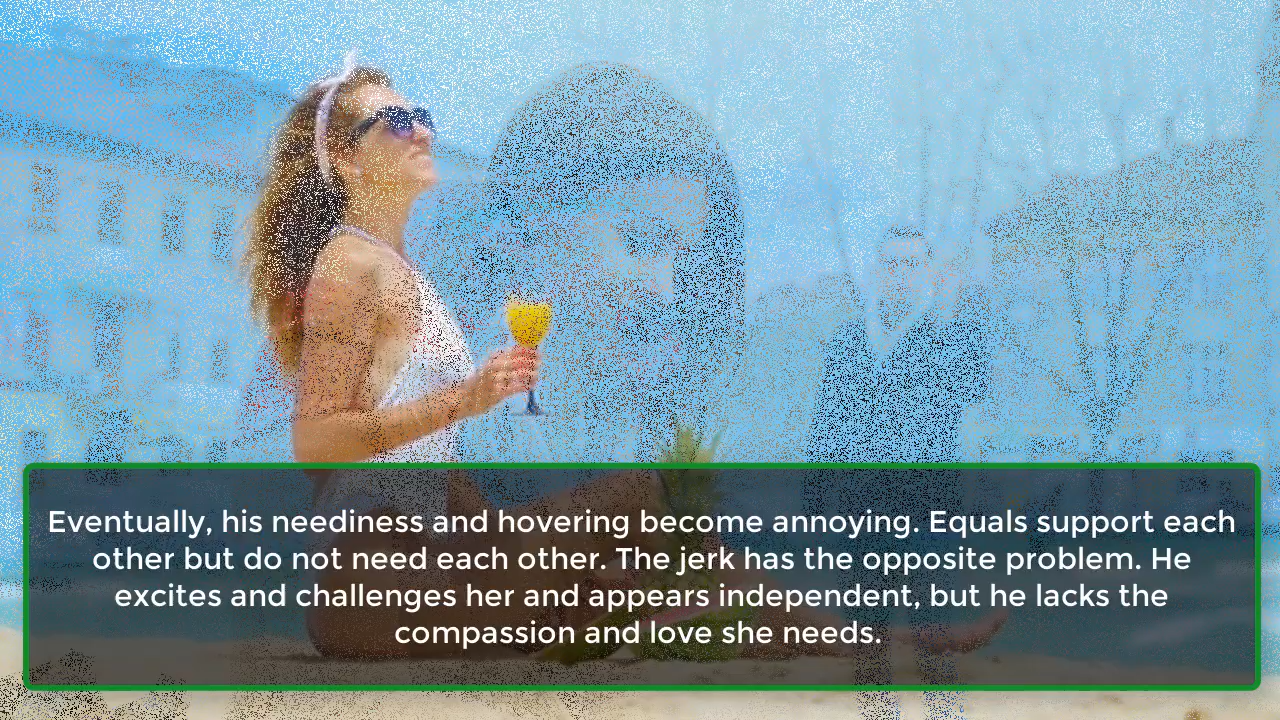 Eventually, his neediness and hovering become annoying. Equals support each
other but do not need each other. The jerk has the opposite problem. He
excites and challenges her and appears independent, but he lacks the
compassion and love she needs.